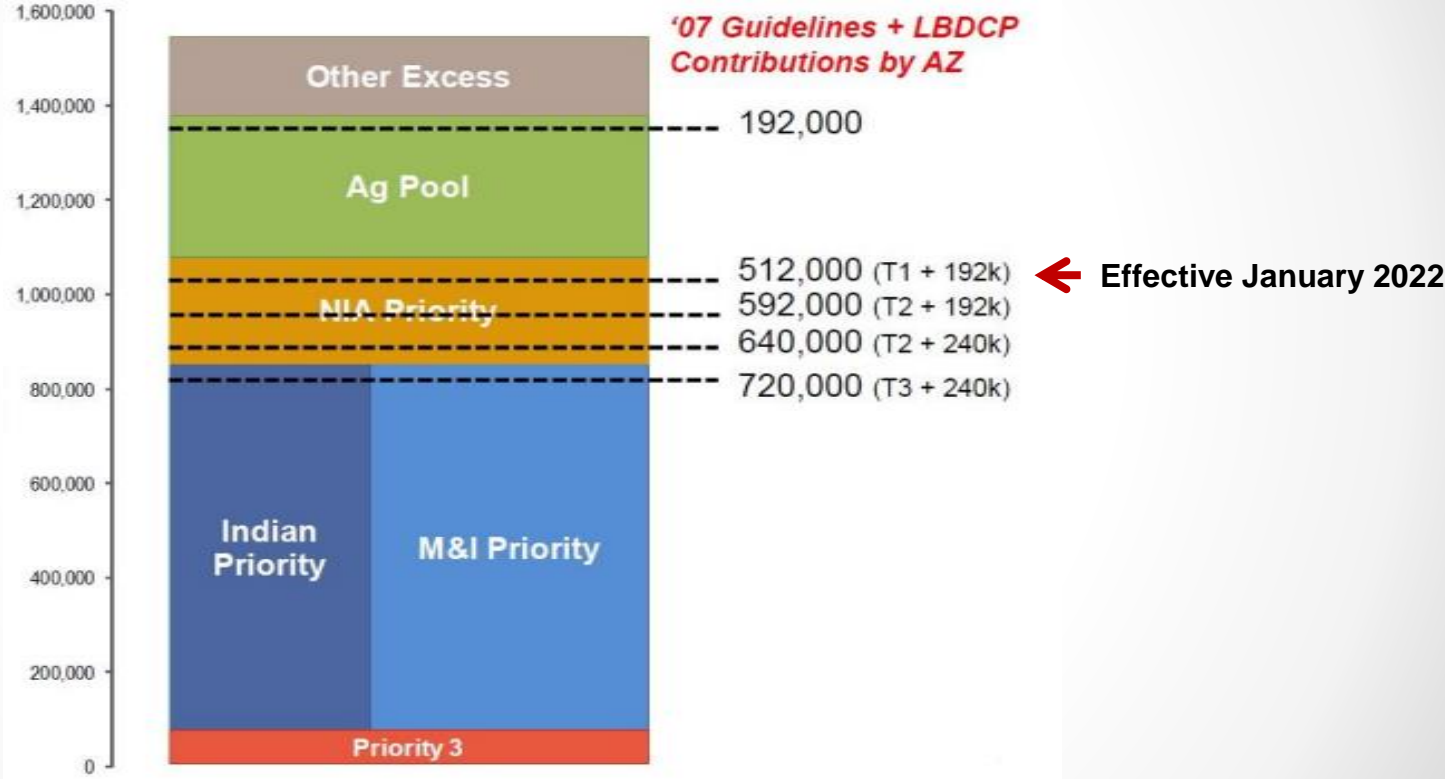 1,600,000
1,400,000
1,200,000
1,000,000
800,000
600,000
400,000
200,000
0
Other Excess
Ag Pool
NIA Priority
Indian
Priority
M&I Priority
Priority 3
‘07 Guidelines + LBDCP
Contributions by AZ
192,000
512,000 (T1 + 192k)
Effective January 2022
592,000 (T2 + 192k)
640,000 (T2 + 240k)
720,000 (T3 + 240k)